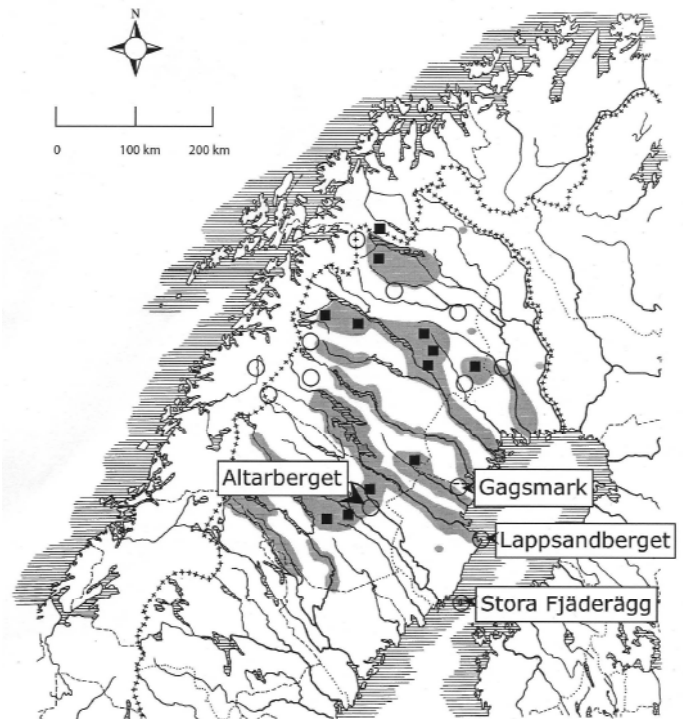 N
0 100 km 200 km
Altarberget
Gagsmark
Lappsandberget
Stora Fjäderägg